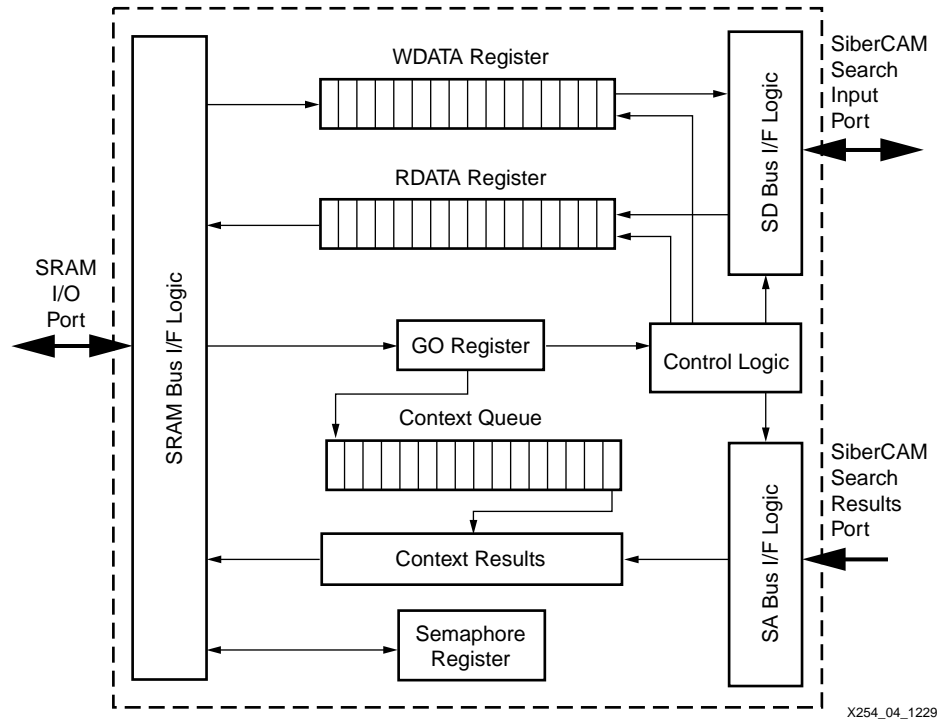 WDATA Register
SiberCAM
Search
Input
Port
SD Bus I/F Logic
RDATA Register
SRAM
I/O
Port
SRAM Bus I/F Logic
GO Register
Control Logic
Context Queue
SiberCAM
Search
Results
Port
SA Bus I/F Logic
Context Results
Semaphore
Register
X254_04_1229